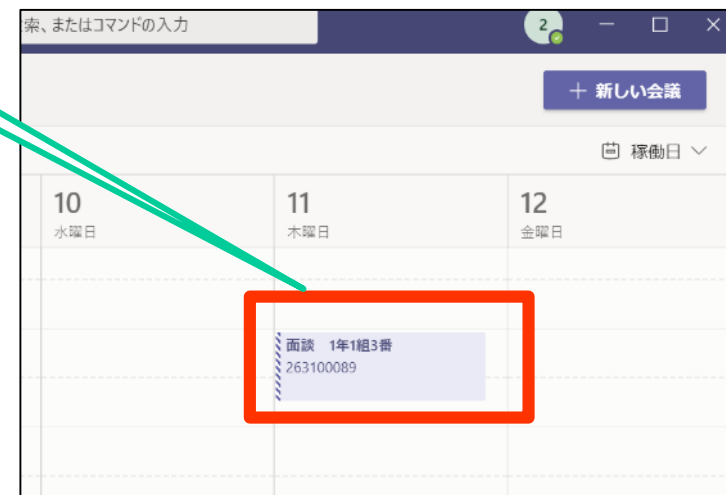 索、またはコマンドの入力
2
＋ 新しい会議
稼働日
10
水曜日
11
木曜日
12
金曜日
面談　1年1組3番
263100089